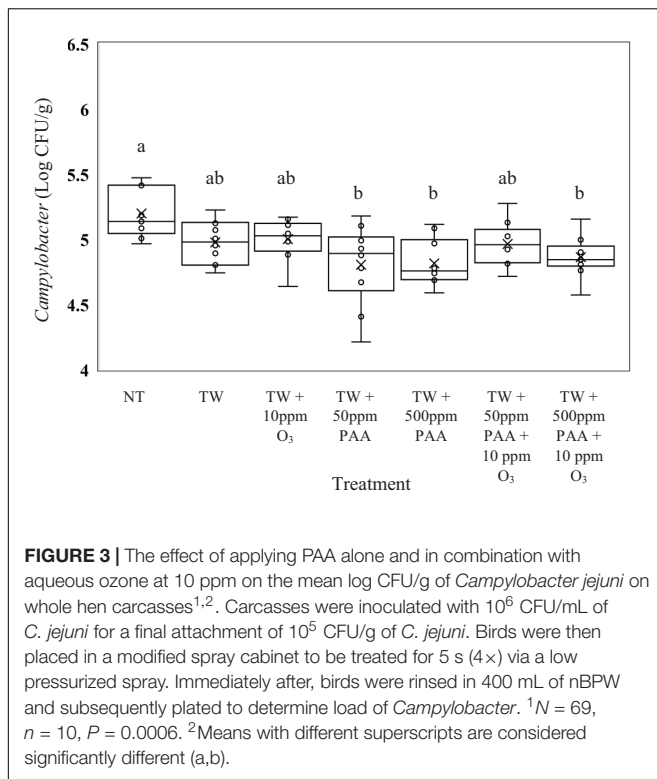 6.5
6
5.5
5
4.5
4
Campylobacter (Log CFU/g)
a
ab
ab
b
b
ab
b
NT
TW
TW +
10ppm
O₃
TW +
50ppm
PAA
TW +
500ppm
PAA
TW +
50ppm
PAA +
10 ppm
O₃
TW +
500ppm
PAA +
10 ppm
O₃
Treatment
FIGURE 3 | The effect of applying PAA alone and in combination with
aqueous ozone at 10 ppm on the mean log CFU/g of Campylobacter jejuni on
whole hen carcasses¹,². Carcasses were inoculated with 10⁶ CFU/mL of
C. jejuni for a final attachment of 10⁵ CFU/g of C. jejuni. Birds were then
placed in a modified spray cabinet to be treated for 5 s (4×) via a low
pressurized spray. Immediately after, birds were rinsed in 400 mL of nBPW
and subsequently plated to determine load of Campylobacter. ¹N = 69,
n = 10, P = 0.0006. ²Means with different superscripts are considered
significantly different (a,b).